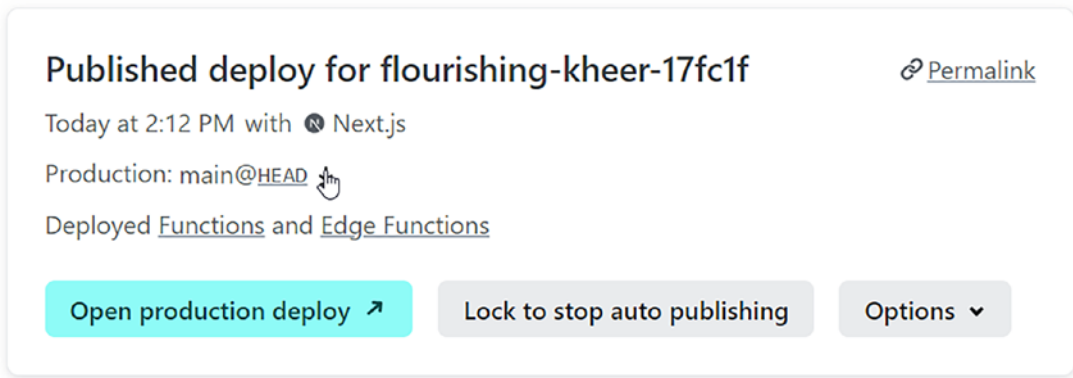 Published deploy for flourishing-kheer-17fc1f
Permalink
Today at 2:12 PM with Next.js
Production: main@HEAD
Deployed Functions and Edge Functions
Open production deploy
Lock to stop auto publishing
Options